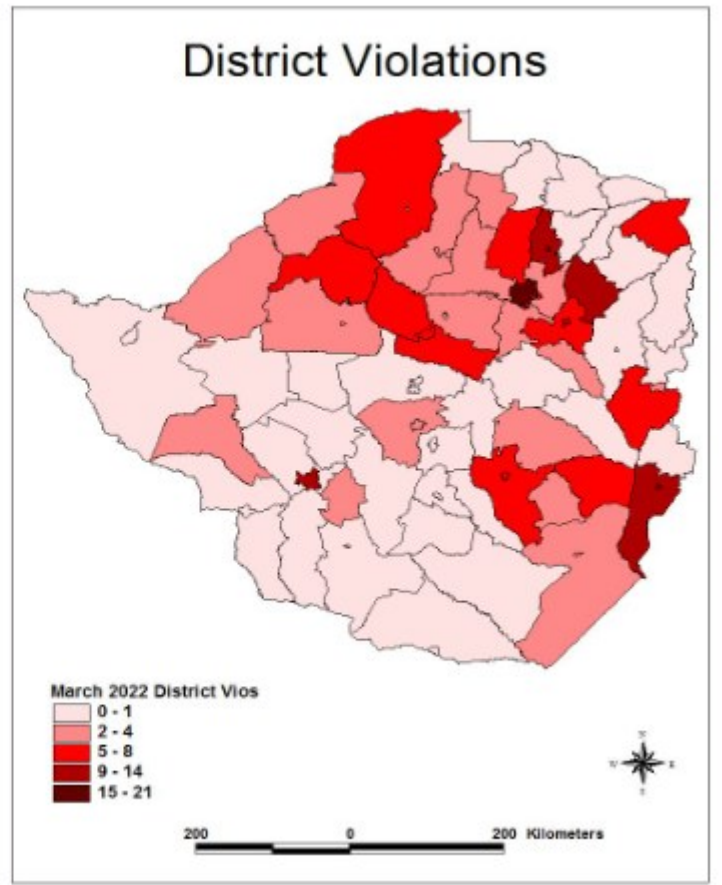 District Violations
March 2022 District Vios
0 - 1
2 - 4
5 - 8
9 - 14
15 - 21
N
W E
200 0 200 Kilometers